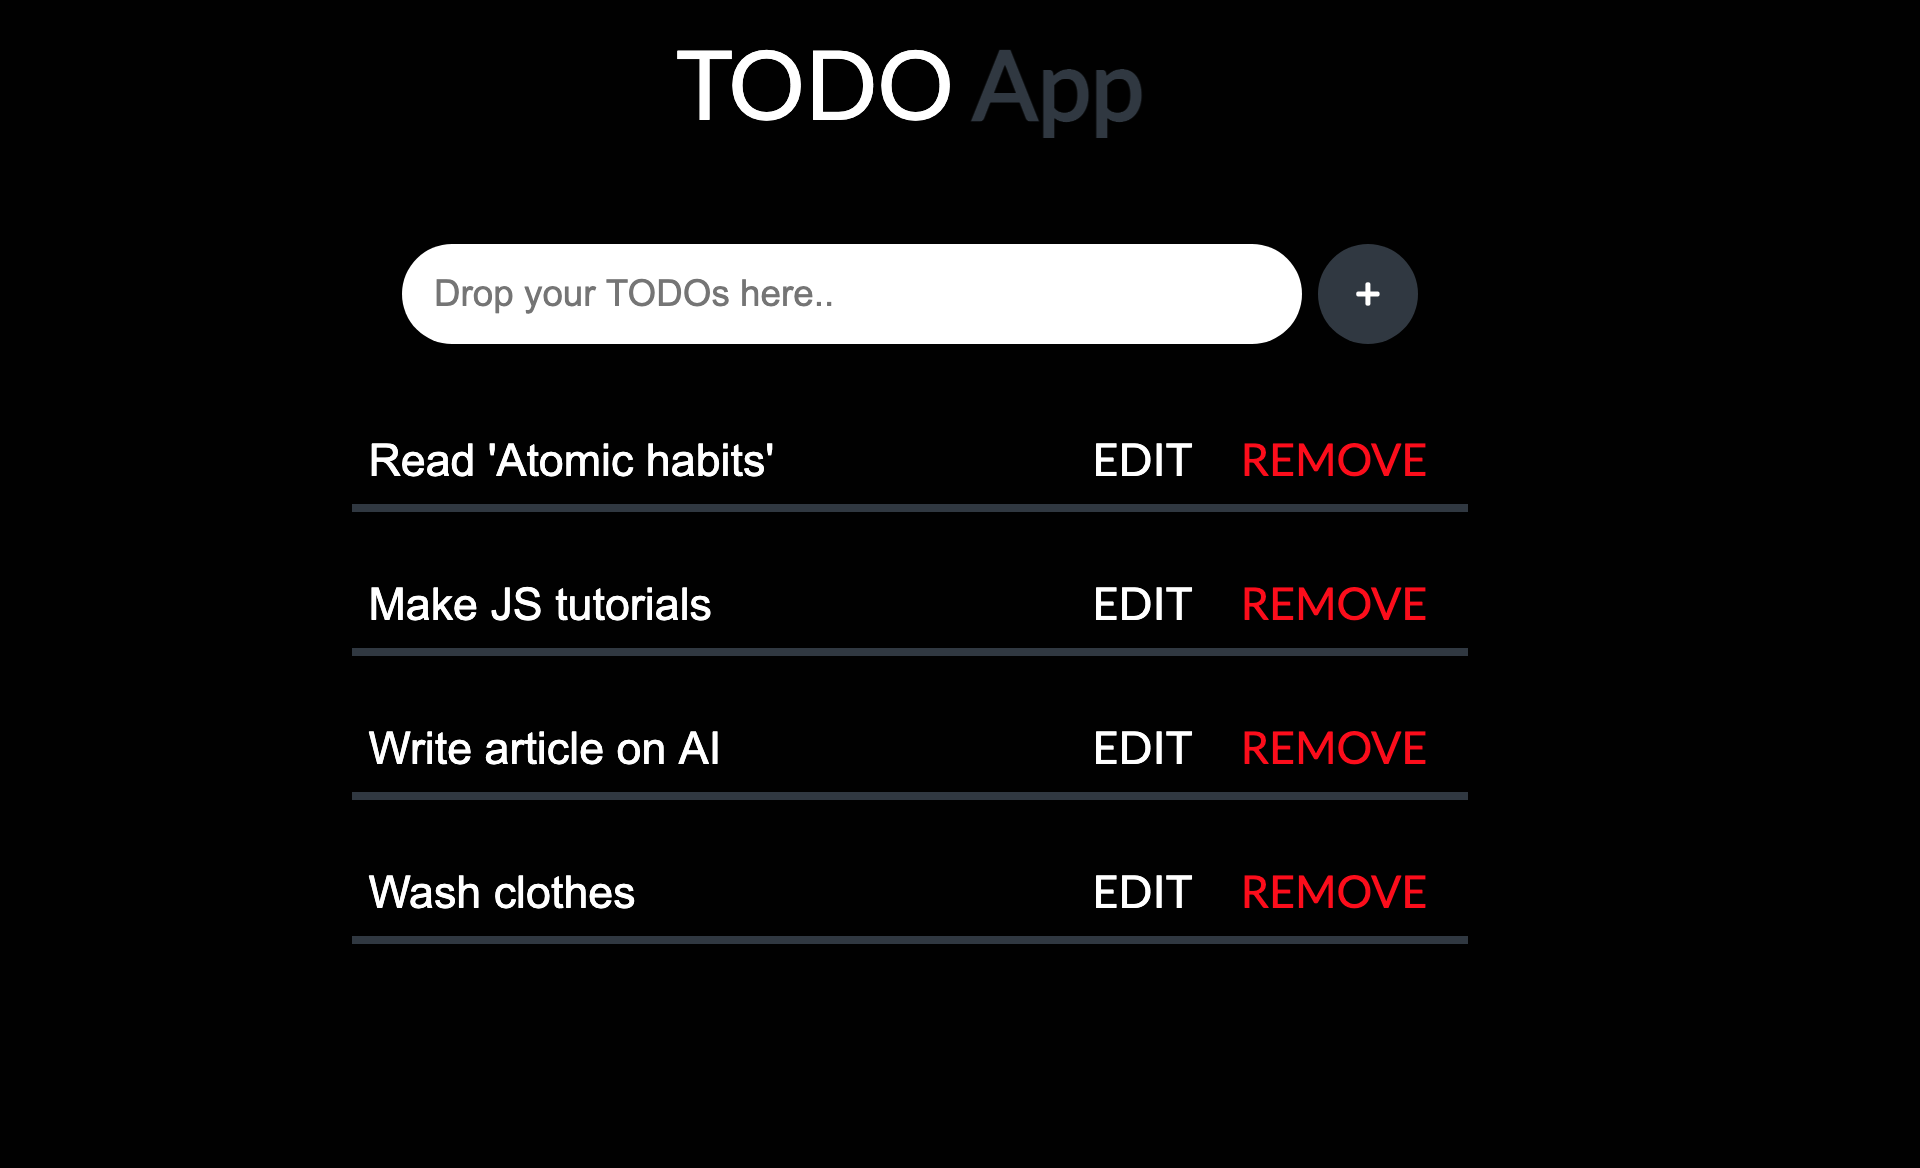 TODO App
Drop your TODOs here..
+
Read 'Atomic habits' EDIT REMOVE
Make JS tutorials EDIT REMOVE
Write article on AI EDIT REMOVE
Wash clothes EDIT REMOVE